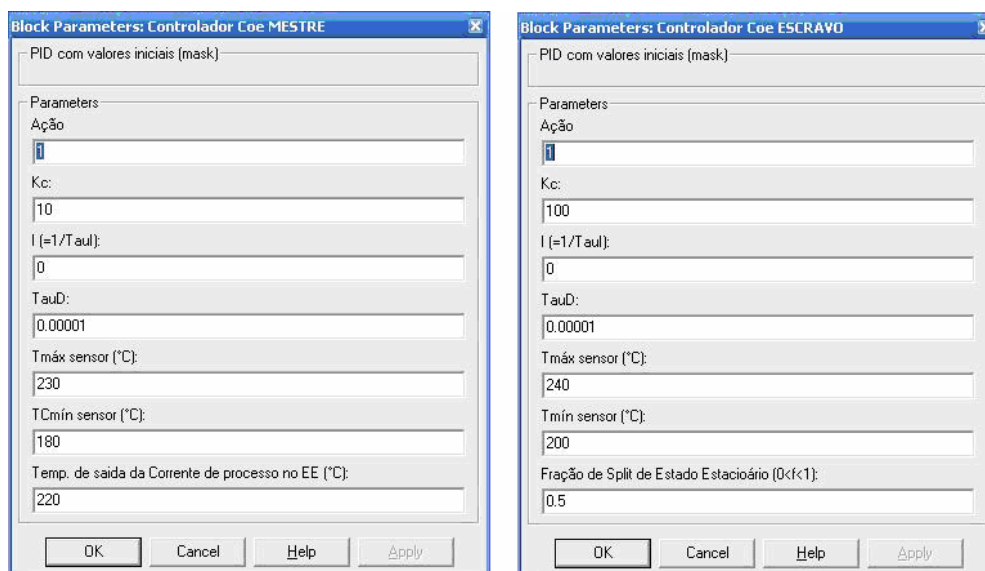 Block Parameters: Controlador Coe MESTRE
PID com valores iniciais (mask)
Parameters
Ação
1
Kc:
10
I (=1/TauI):
0
TauD:
0.00001
Tmáx sensor (°C):
230
TCmín sensor (°C):
180
Temp. de saida da Corrente de processo no EE (°C):
220
OK Cancel Help Apply
Block Parameters: Controlador Coe ESCRAVO
PID com valores iniciais (mask)
Parameters
Ação
1
Kc:
100
I (=1/TauI):
0
TauD:
0.00001
Tmáx sensor (°C):
240
Tmín sensor (°C):
200
Fração de Split de Estado Estacioário (0<f<1):
0.5
OK Cancel Help Apply